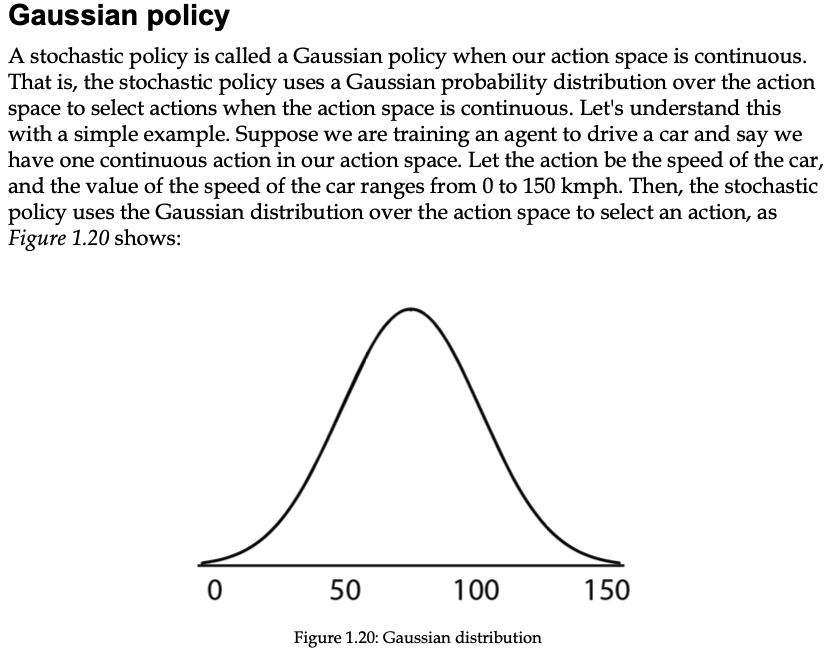 Gaussian policy
A stochastic policy is called a Gaussian policy when our action space is continuous.
That is, the stochastic policy uses a Gaussian probability distribution over the action
space to select actions when the action space is continuous. Let's understand this
with a simple example. Suppose we are training an agent to drive a car and say we
have one continuous action in our action space. Let the action be the speed of the car,
and the value of the speed of the car ranges from 0 to 150 kmph. Then, the stochastic
policy uses the Gaussian distribution over the action space to select an action, as
Figure 1.20 shows:
0 50 100 150
Figure 1.20: Gaussian distribution